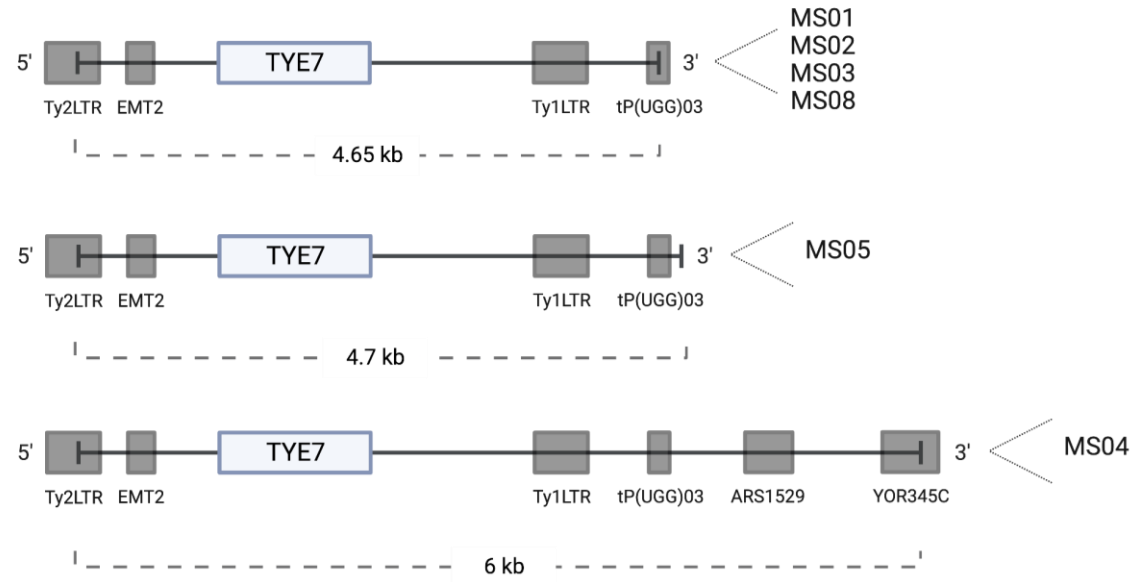 MS01
5' TYE7 3' MS02
MS03
Ty2LTR EMT2 Ty1LTR tP(UGG)03 MS08
4.65 kb
5' TYE7 3' MS05
Ty2LTR EMT2 Ty1LTR tP(UGG)03
4.7 kb
5' TYE7 3' MS04
Ty2LTR EMT2 Ty1LTR tP(UGG)03 ARS1529 YOR345C
6 kb